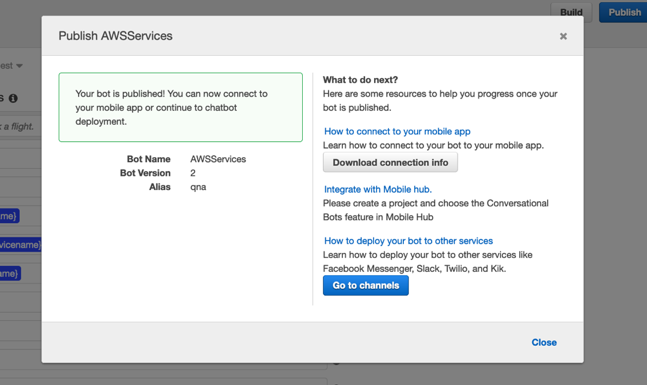 Build
Publish
Publish AWSServices
×
est
s
k a flight.
me}
vicename}
ame}
Your bot is published! You can now connect to
your mobile app or continue to chatbot
deployment.
Bot Name AWSServices
Bot Version 2
Alias qna
What to do next?
Here are some resources to help you progress once your
bot is published.
How to connect to your mobile app
Learn how to connect to your bot to your mobile app.
Download connection info
Integrate with Mobile hub.
Please create a project and choose the Conversational
Bots feature in Mobile Hub
How to deploy your bot to other services
Learn how to deploy your bot to other services like
Facebook Messenger, Slack, Twilio, and Kik.
Go to channels
Close